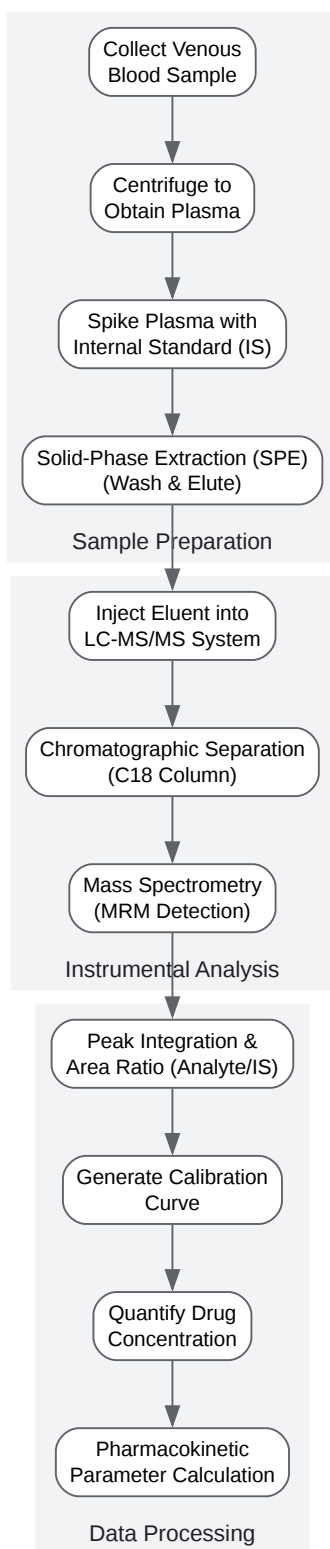 Collect Venous
Blood Sample
Centrifuge to
Obtain Plasma
Spike Plasma with
Internal Standard (IS)
Solid-Phase Extraction (SPE)
(Wash & Elute)
Sample Preparation
Inject Eluent into
LC-MS/MS System
Chromatographic Separation
(C18 Column)
Mass Spectrometry
(MRM Detection)
Instrumental Analysis
Peak Integration &
Area Ratio (Analyte/IS)
Generate Calibration
Curve
Quantify Drug
Concentration
Pharmacokinetic
Parameter Calculation
Data Processing